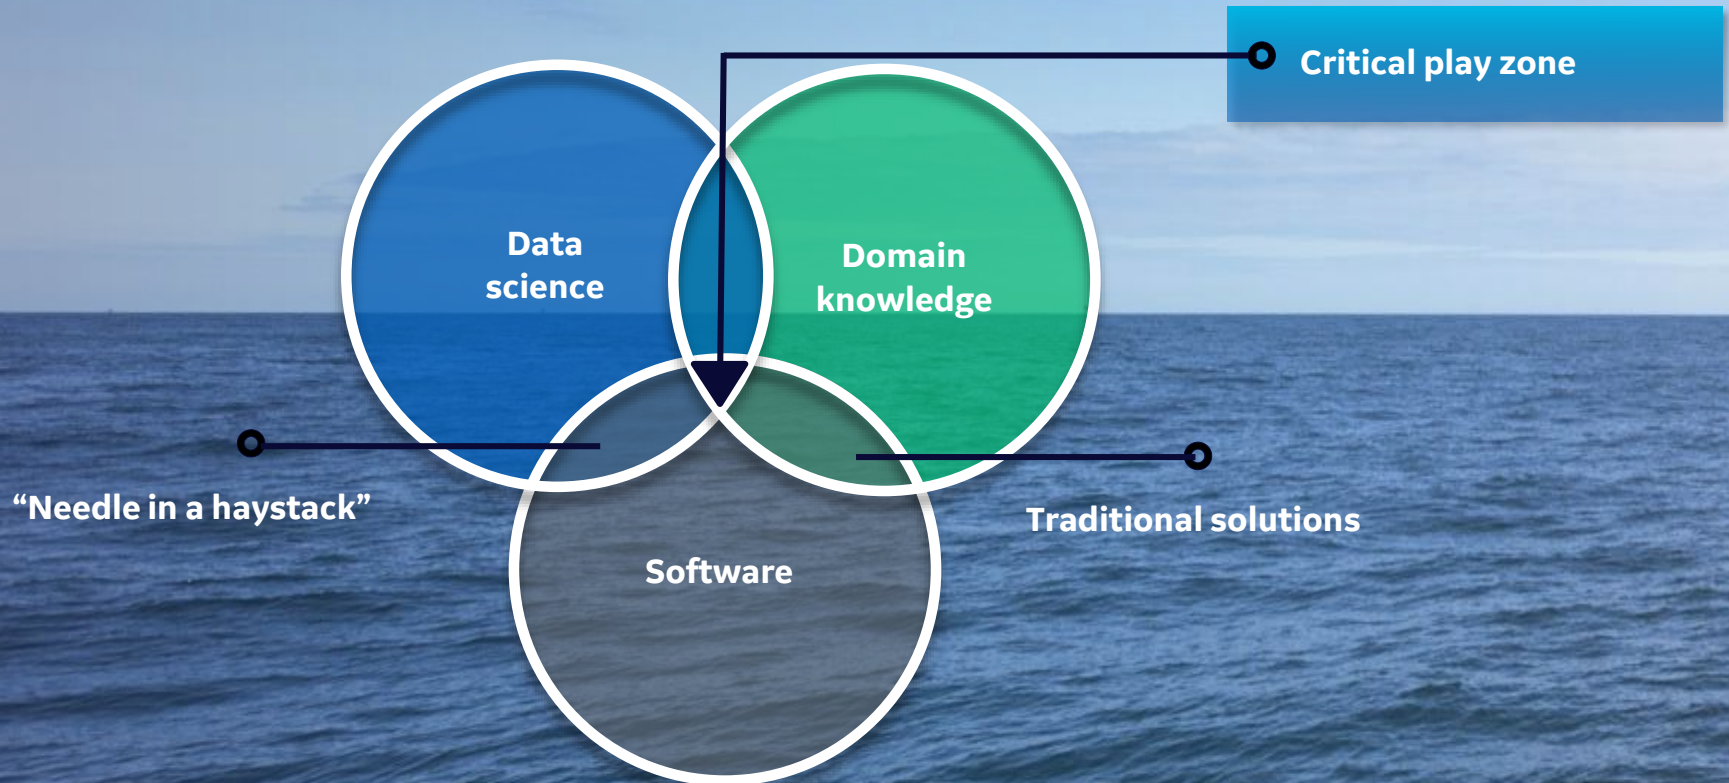 Critical play zone
Data
science
Domain
knowledge
“Needle in a haystack”
Traditional solutions
Software